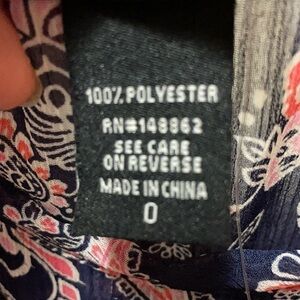 100% POLYESTER
RN#148862
SEE CARE
ON REVERSE
MADE IN CHINA
0